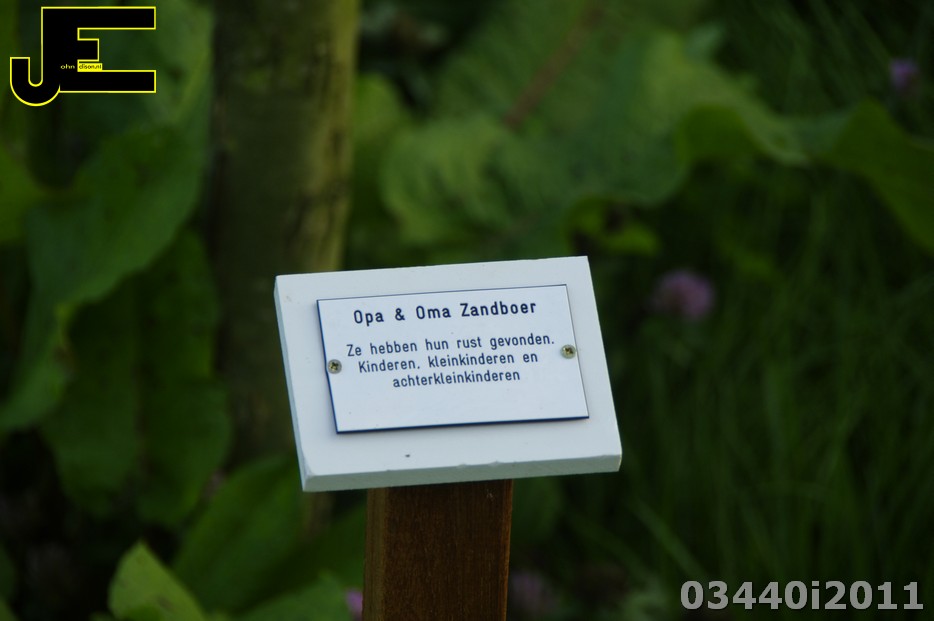 JE
ohn dison.nl
Opa & Oma Zandboer
Ze hebben hun rust gevonden.
Kinderen, kleinkinderen en
achterkleinkinderen
03440i2011